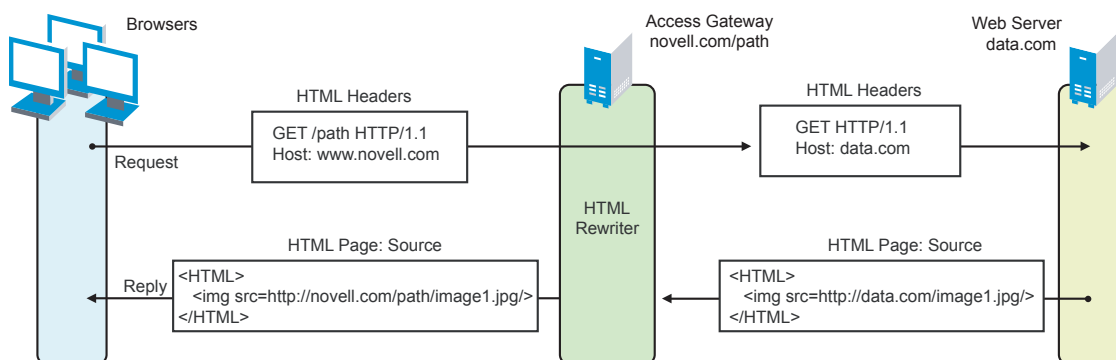 Browsers
Access Gateway
novell.com/path
Web Server
data.com
HTML Headers
GET /path HTTP/1.1
Host: www.novell.com
Request
HTML Headers
GET HTTP/1.1
Host: data.com
HTML
Rewriter
HTML Page: Source
<HTML>
<img src=http://novell.com/path/image1.jpg/>
</HTML>
Reply
HTML Page: Source
<HTML>
<img src=http://data.com/image1.jpg/>
</HTML>